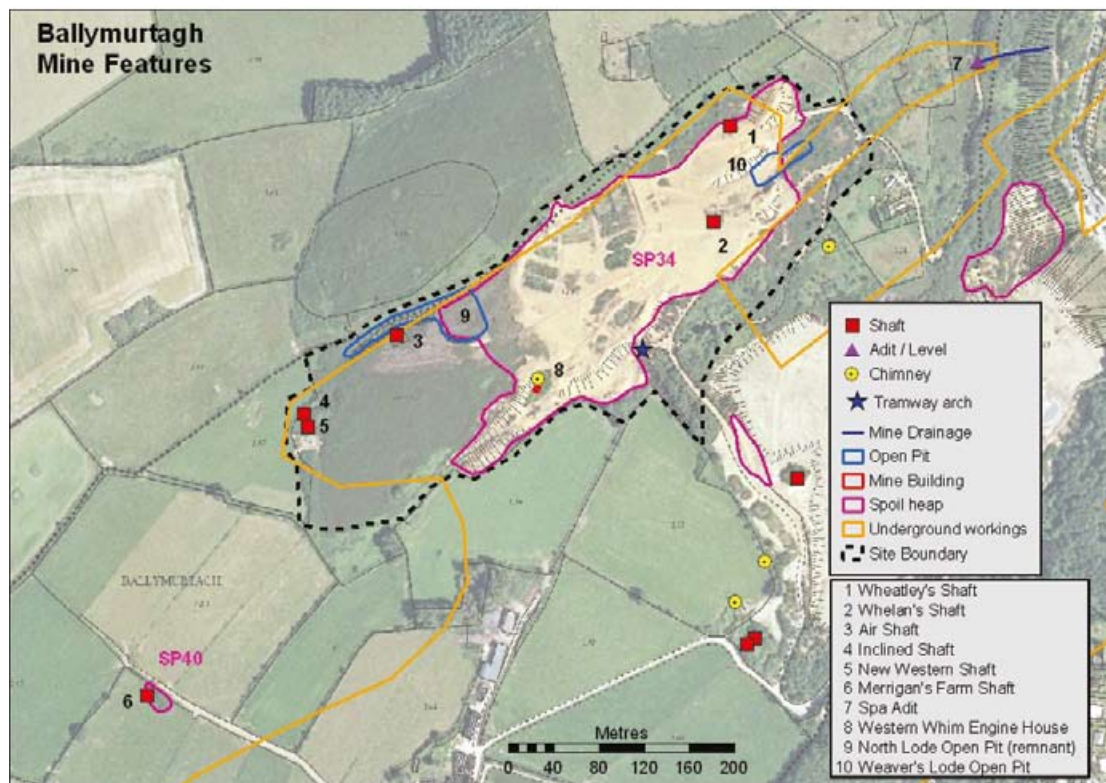 Ballymurtagh
Mine Features
7
1
10
2
SP34
9
3
8
4
5
BALLYMURTAGH
SP40
6
Shaft
Adit / Level
Chimney
Tramway arch
Mine Drainage
Open Pit
Mine Building
Spoil heap
Underground workings
Site Boundary
1 Wheatley's Shaft
2 Whelan's Shaft
3 Air Shaft
4 Inclined Shaft
5 New Western Shaft
6 Merrigan's Farm Shaft
7 Spa Adit
8 Western Whim Engine House
9 North Lode Open Pit (remnant)
10 Weaver's Lode Open Pit
Metres
0 40 80 120 160 200